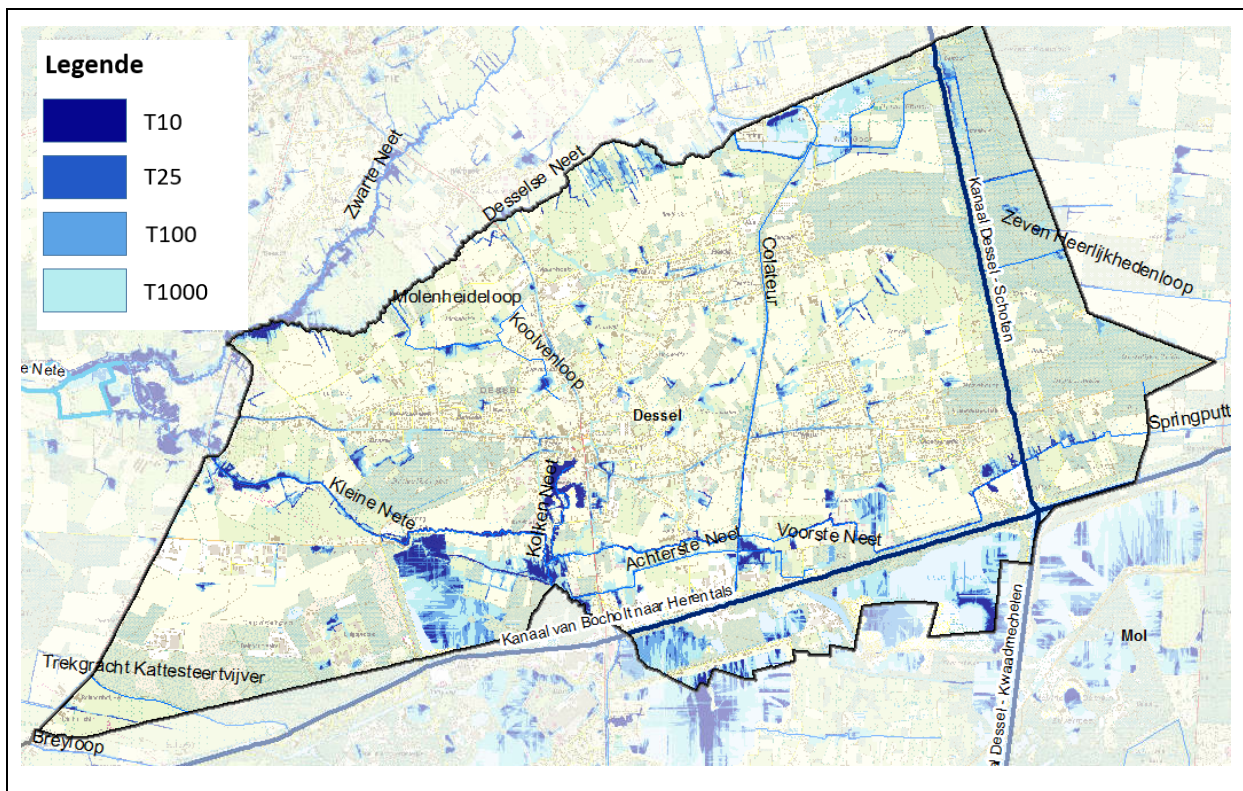 Legende
T10
T25
T100
T1000
Zwarte Neet
Desselse Neet
Kanaal Dessel - Schoten
Zeven Heerlijkhedenloop
Colateur
Molenheideloop
Koolvenloop
e Nete
DESSEL
Dessel
Springputt
Kleine Nete
Kolken Neet
Achterste Neet
Voorste Neet
Kanaal van Bocholt naar Herentals
Mol
Trekgracht Kattesteertvijver
Breyloop
l Dessel - Kwaadmechelen